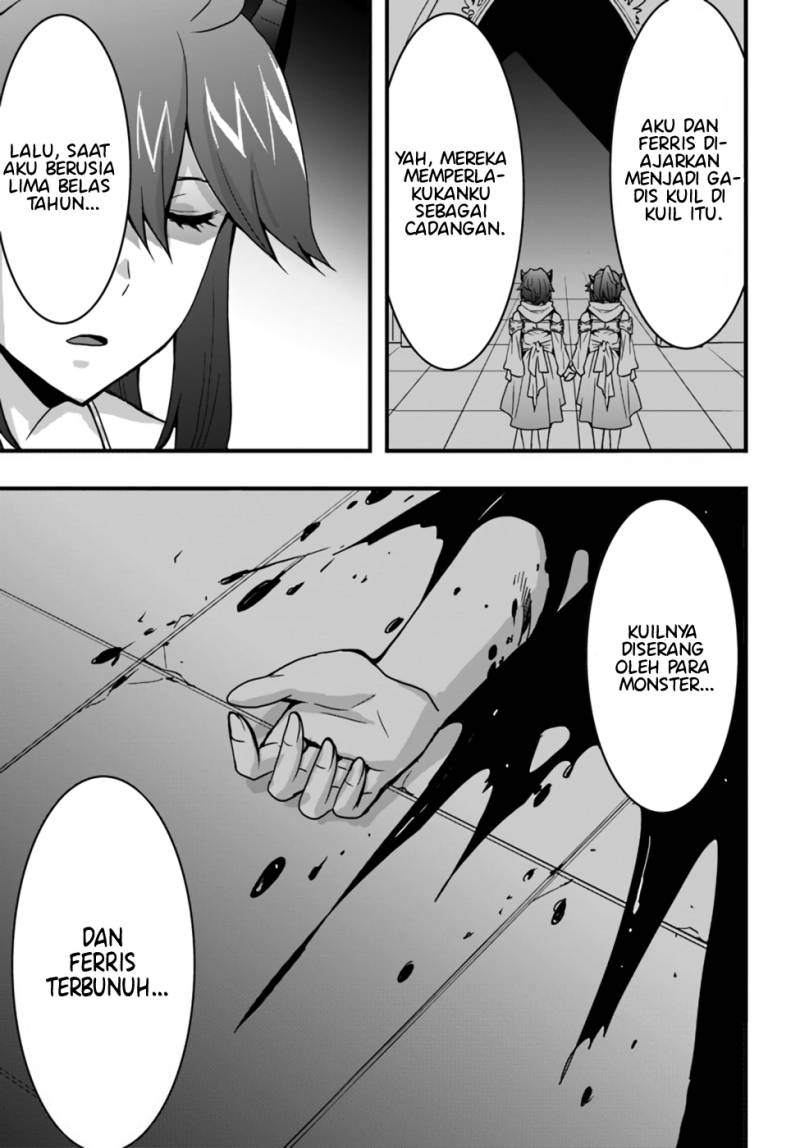 AKU DAN
FERRIS DI-
AJARKAN
MENJADI GA-
DIS KUIL DI
KUIL ITU.
YAH, MEREKA
MEMPERLA-
KUKANKU
SEBAGAI
CADANGAN.
LALU, SAAT
AKU BERUSIA
LIMA BELAS
TAHUN...
KUILNYA
DISERANG
OLEH PARA
MONSTER...
DAN
FERRIS
TERBUNUH...